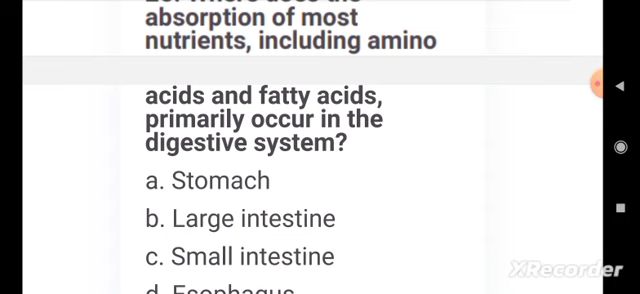 absorption of most
nutrients, including amino
acids and fatty acids,
primarily occur in the
digestive system?
a. Stomach
b. Large intestine
c. Small intestine
d. Esophagus
XRecorder